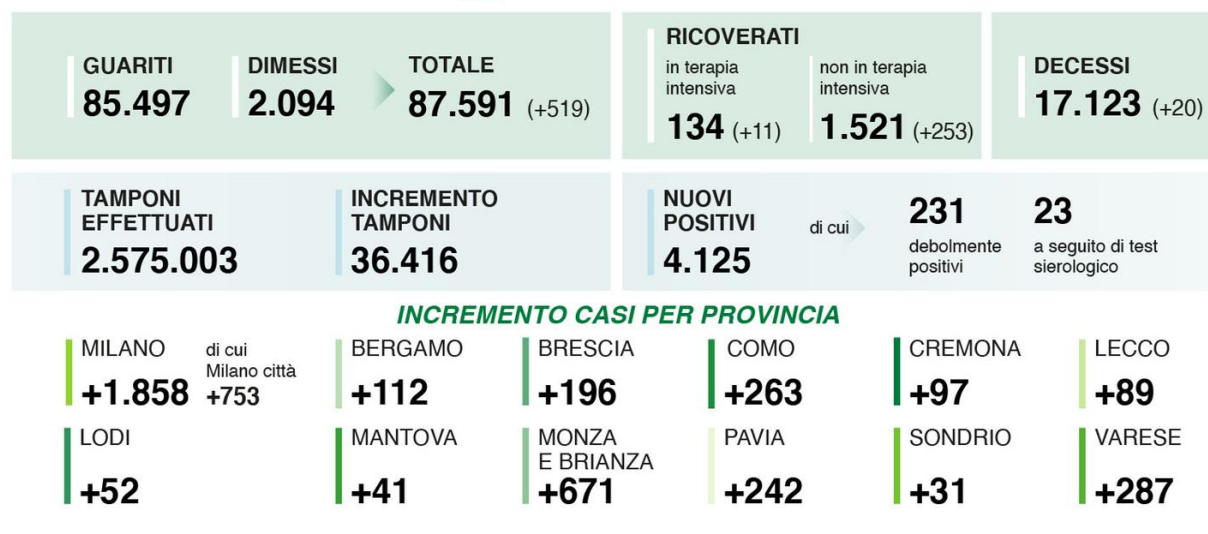 GUARITI
85.497
DIMESSI
2.094
TOTALE
87.591 (+519)
RICOVERATI
in terapia
intensiva
134 (+11)
non in terapia
intensiva
1.521 (+253)
DECESSI
17.123 (+20)
TAMPONI
EFFETTUATI
2.575.003
INCREMENTO
TAMPONI
36.416
NUOVI
POSITIVI
4.125
di cui
231
debolmente
positivi
23
a seguito di test
sierologico
INCREMENTO CASI PER PROVINCIA
MILANO
+1.858
di cui
Milano città
+753
BERGAMO
+112
BRESCIA
+196
COMO
+263
CREMONA
+97
LECCO
+89
LODI
+52
MANTOVA
+41
MONZA
E BRIANZA
+671
PAVIA
+242
SONDRIO
+31
VARESE
+287